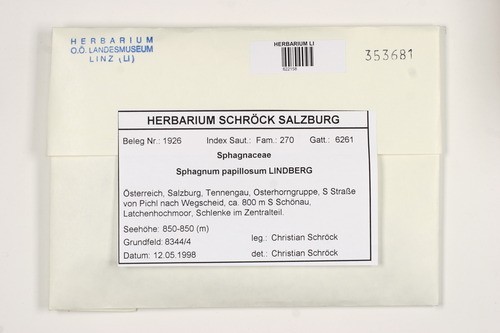 HERBARIUM
O.Ö. LANDESMUSEUM
LINZ (LI)
HERBARIUM LI
353681
HERBARIUM SCHRÖCK SALZBURG
Beleg Nr.: 1926 Index Saut.: Fam.: 270 Gatt.: 6261
Sphagnaceae
Sphagnum papillosum LINDBERG
Österreich, Salzburg, Tennengau, Osterhorngruppe, S Straße
von Pichl nach Wegscheid, ca. 800 m S Schönau,
Latschenhochmoor, Schlenke im Zentralteil.
Seehöhe: 850-850 (m)
Grundfeld: 8344/4 leg.: Christian Schröck
Datum: 12.05.1998 det.: Christian Schröck